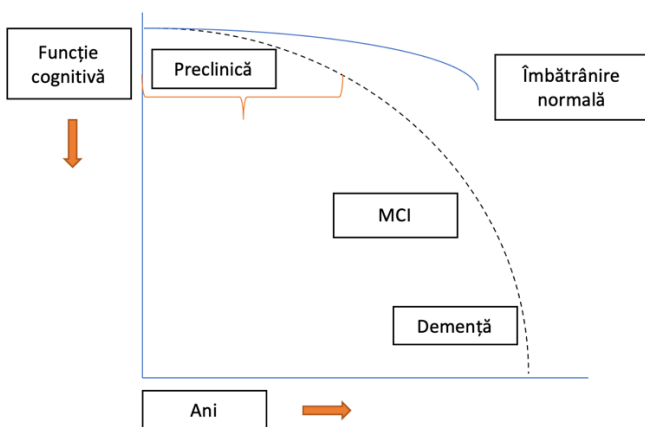 Funcție
cognitivă
Preclinică
Îmbătrânire
normală
MCI
Demență
Ani